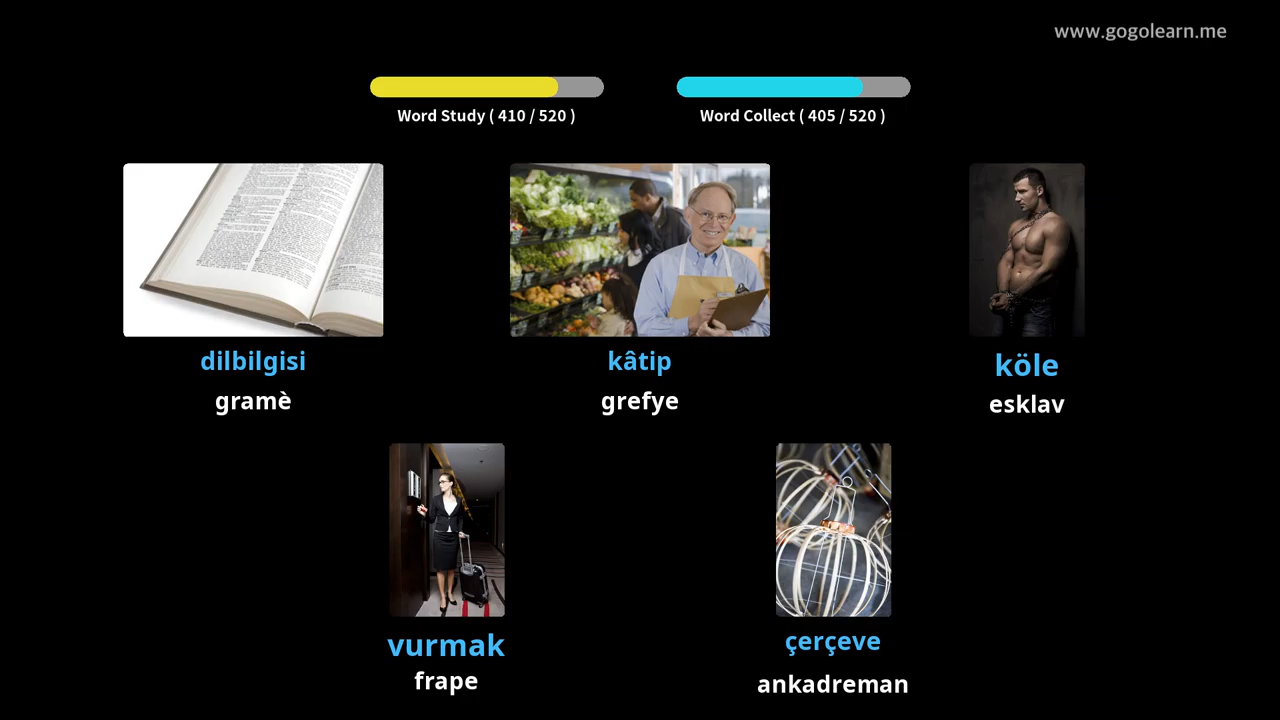 www.gogolearn.me
Word Study ( 410 / 520 )
Word Collect ( 405 / 520 )
dilbilgisi
gramè
kâtip
grefye
köle
esklav
vurmak
frape
çerçeve
ankadreman